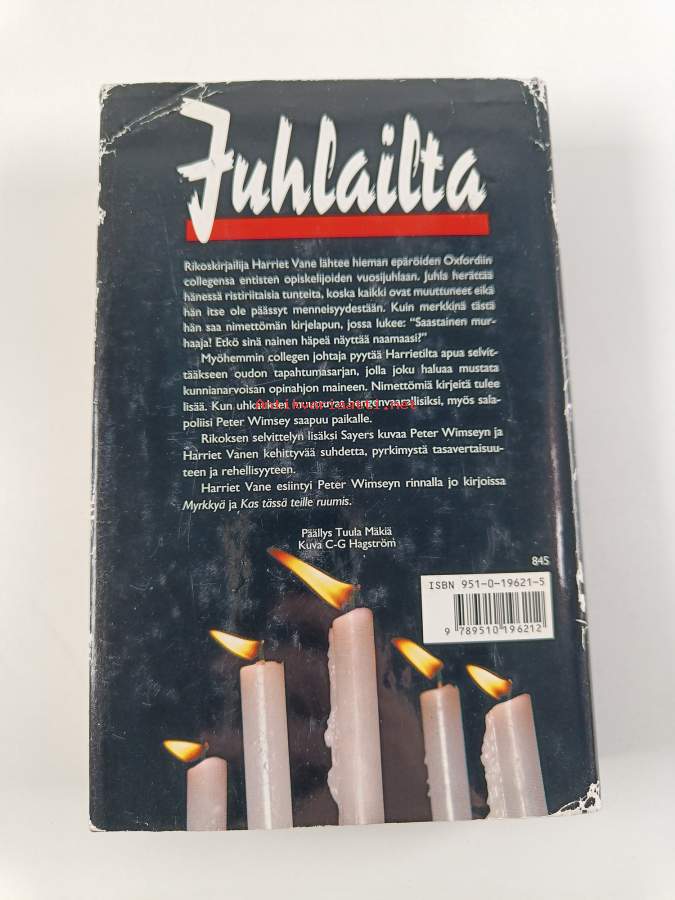 Juhlailta
Rikoskirjailija Harriet Vane lähtee hieman epäröiden Oxfordiin
collegensa entisten opiskelijoiden vuosijuhlaan. Juhla herättää
hänessä ristiriitaisia tunteita, koska kaikki ovat muuttuneet eikä
hän itse ole päässyt menneisyydestään. Kuin merkkinä tästä
hän saa nimettömän kirjelapun, jossa lukee: "Saastainen mur-
haaja! Etkö sinä nainen häpeä näyttää naamaasi?"
Myöhemmin collegen johtaja pyytää Harrietilta apua selvit-
tääkseen oudon tapahtumasarjan, jolla joku haluaa mustata
kunnianarvoisan opinahjon maineen. Nimettömiä kirjeitä tulee
lisää. Kun uhkaukset muuttuvat hengenvaarallisiksi, myös sala-
poliisi Peter Wimsey saapuu paikalle.
Rikoksen selvittelyn lisäksi Sayers kuvaa Peter Wimseyn ja
Harriet Vanen kehittyvää suhdetta, pyrkimystä tasavertaisuu-
teen ja rehellisyyteen.
Harriet Vane esiintyi Peter Wimseyn rinnalla jo kirjoissa
Myrkkyä ja Kas tässä teille ruumis.
Päällys Tuula Mäkiä
Kuva C-G Hagström
845
ISBN 951-0-19621-5
9 789510 196212